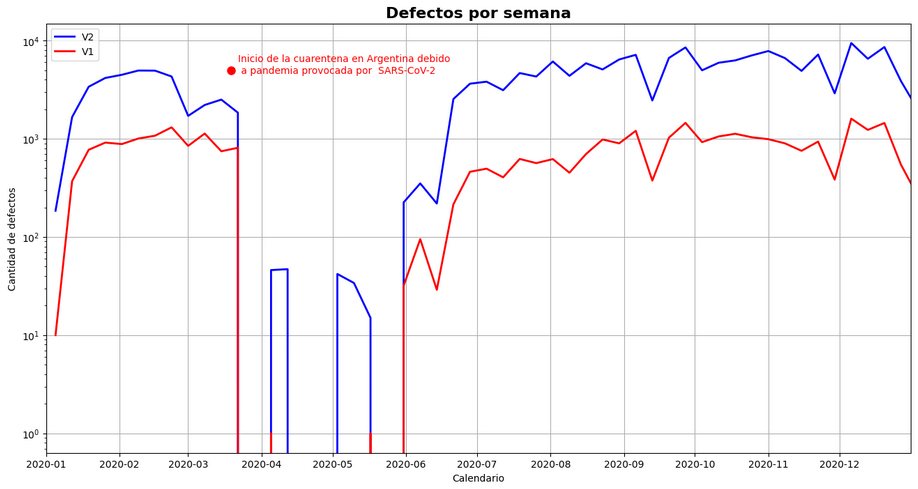 Defectos por semana
V2
V1
Inicio de la cuarentena en Argentina debido
a pandemia provocada por  SARS-CoV-2
Cantidad de defectos
10⁴
10³
10²
10¹
10⁰
2020-01 2020-02 2020-03 2020-04 2020-05 2020-06 2020-07 2020-08 2020-09 2020-10 2020-11 2020-12
Calendario